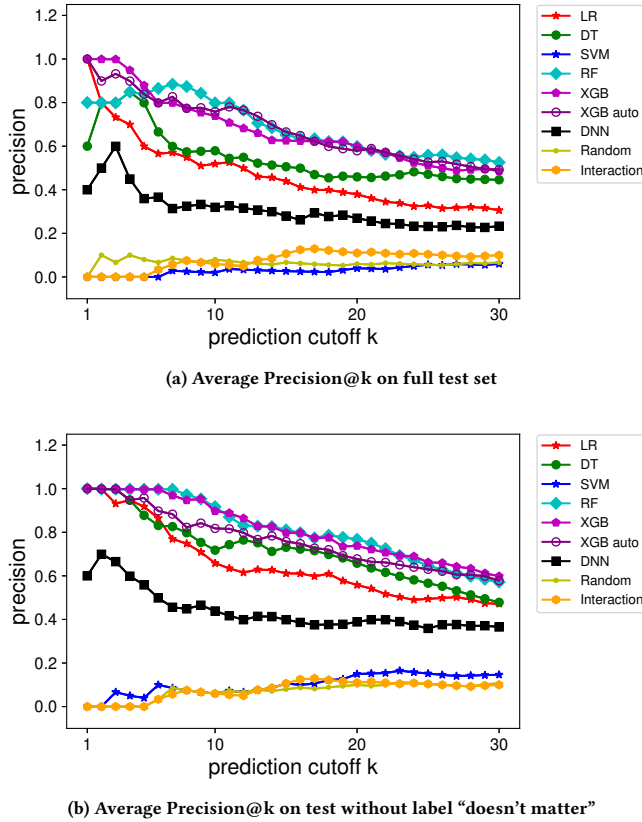 1.2
1.0
0.8
0.6
0.4
0.2
0.0
precision
1
10
20
30
prediction cutoff k
LR
DT
SVM
RF
XGB
XGB auto
DNN
Random
Interaction
(a) Average Precision@k on full test set
1.2
1.0
0.8
0.6
0.4
0.2
0.0
precision
1
10
20
30
prediction cutoff k
LR
DT
SVM
RF
XGB
XGB auto
DNN
Random
Interaction
(b) Average Precision@k on test without label “doesn’t matter”